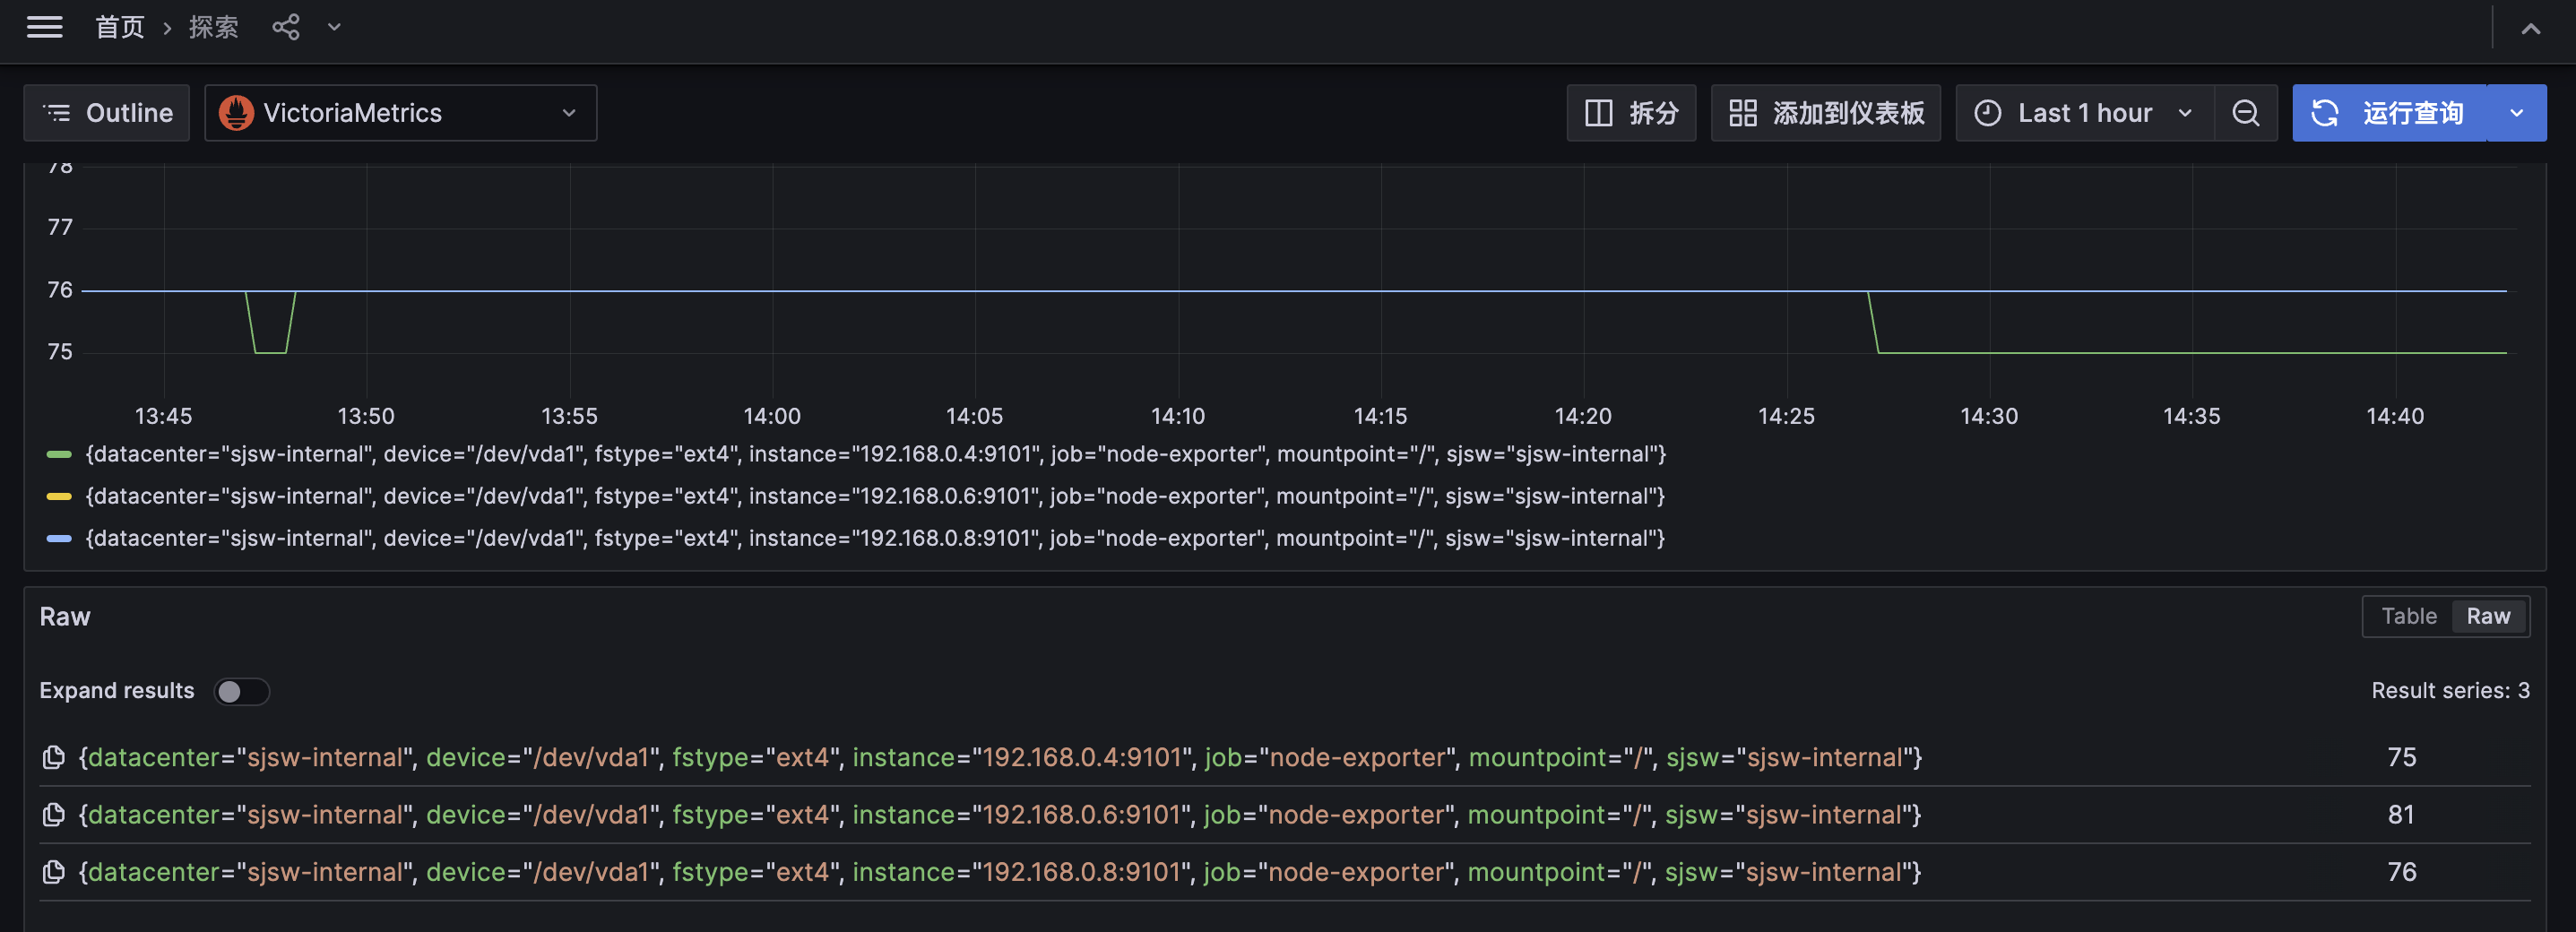 首页 › 探索
Outline VictoriaMetrics 拆分 添加到仪表板 Last 1 hour 运行查询
78
77
76
75
13:45 13:50 13:55 14:00 14:05 14:10 14:15 14:20 14:25 14:30 14:35 14:40
{datacenter="sjsw-internal", device="/dev/vda1", fstype="ext4", instance="192.168.0.4:9101", job="node-exporter", mountpoint="/", sjsw="sjsw-internal"}
{datacenter="sjsw-internal", device="/dev/vda1", fstype="ext4", instance="192.168.0.6:9101", job="node-exporter", mountpoint="/", sjsw="sjsw-internal"}
{datacenter="sjsw-internal", device="/dev/vda1", fstype="ext4", instance="192.168.0.8:9101", job="node-exporter", mountpoint="/", sjsw="sjsw-internal"}
Raw Table Raw
Expand results Result series: 3
{datacenter="sjsw-internal", device="/dev/vda1", fstype="ext4", instance="192.168.0.4:9101", job="node-exporter", mountpoint="/", sjsw="sjsw-internal"} 75
{datacenter="sjsw-internal", device="/dev/vda1", fstype="ext4", instance="192.168.0.6:9101", job="node-exporter", mountpoint="/", sjsw="sjsw-internal"} 81
{datacenter="sjsw-internal", device="/dev/vda1", fstype="ext4", instance="192.168.0.8:9101", job="node-exporter", mountpoint="/", sjsw="sjsw-internal"} 76